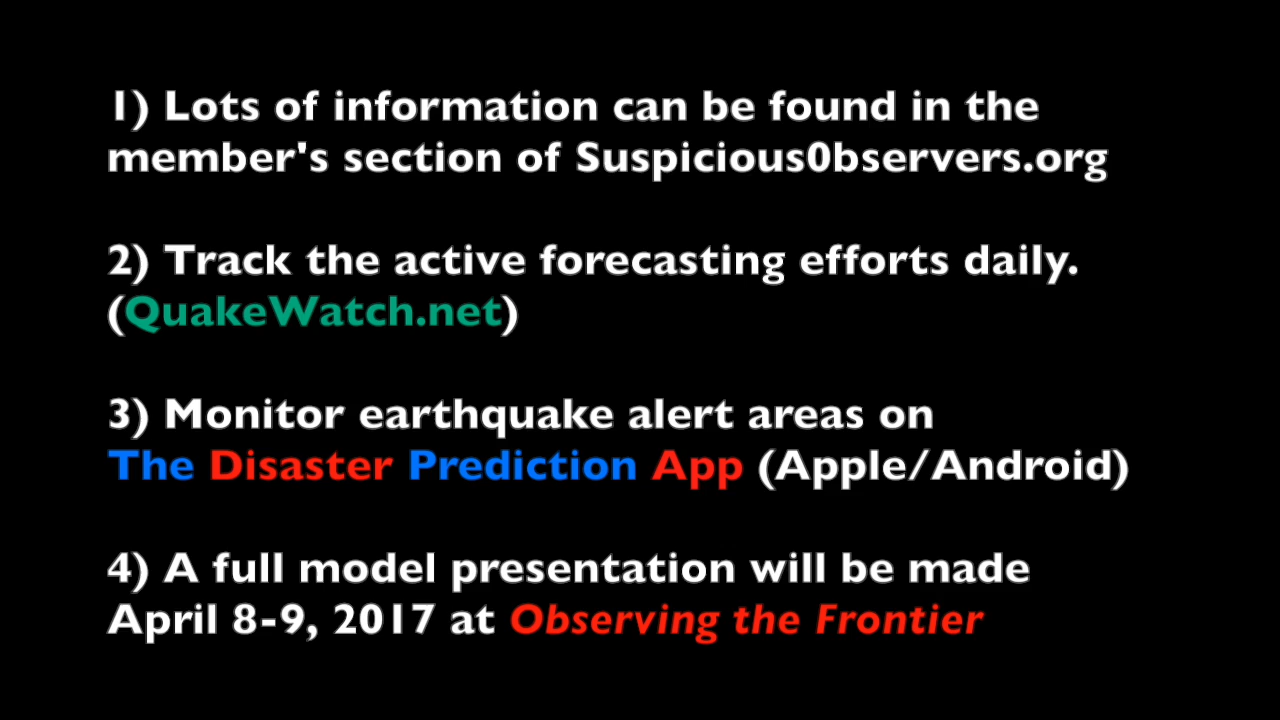 1) Lots of information can be found in the
member's section of Suspicious0bservers.org
2) Track the active forecasting efforts daily.
(QuakeWatch.net)
3) Monitor earthquake alert areas on
The Disaster Prediction App (Apple/Android)
4) A full model presentation will be made
April 8-9, 2017 at Observing the Frontier